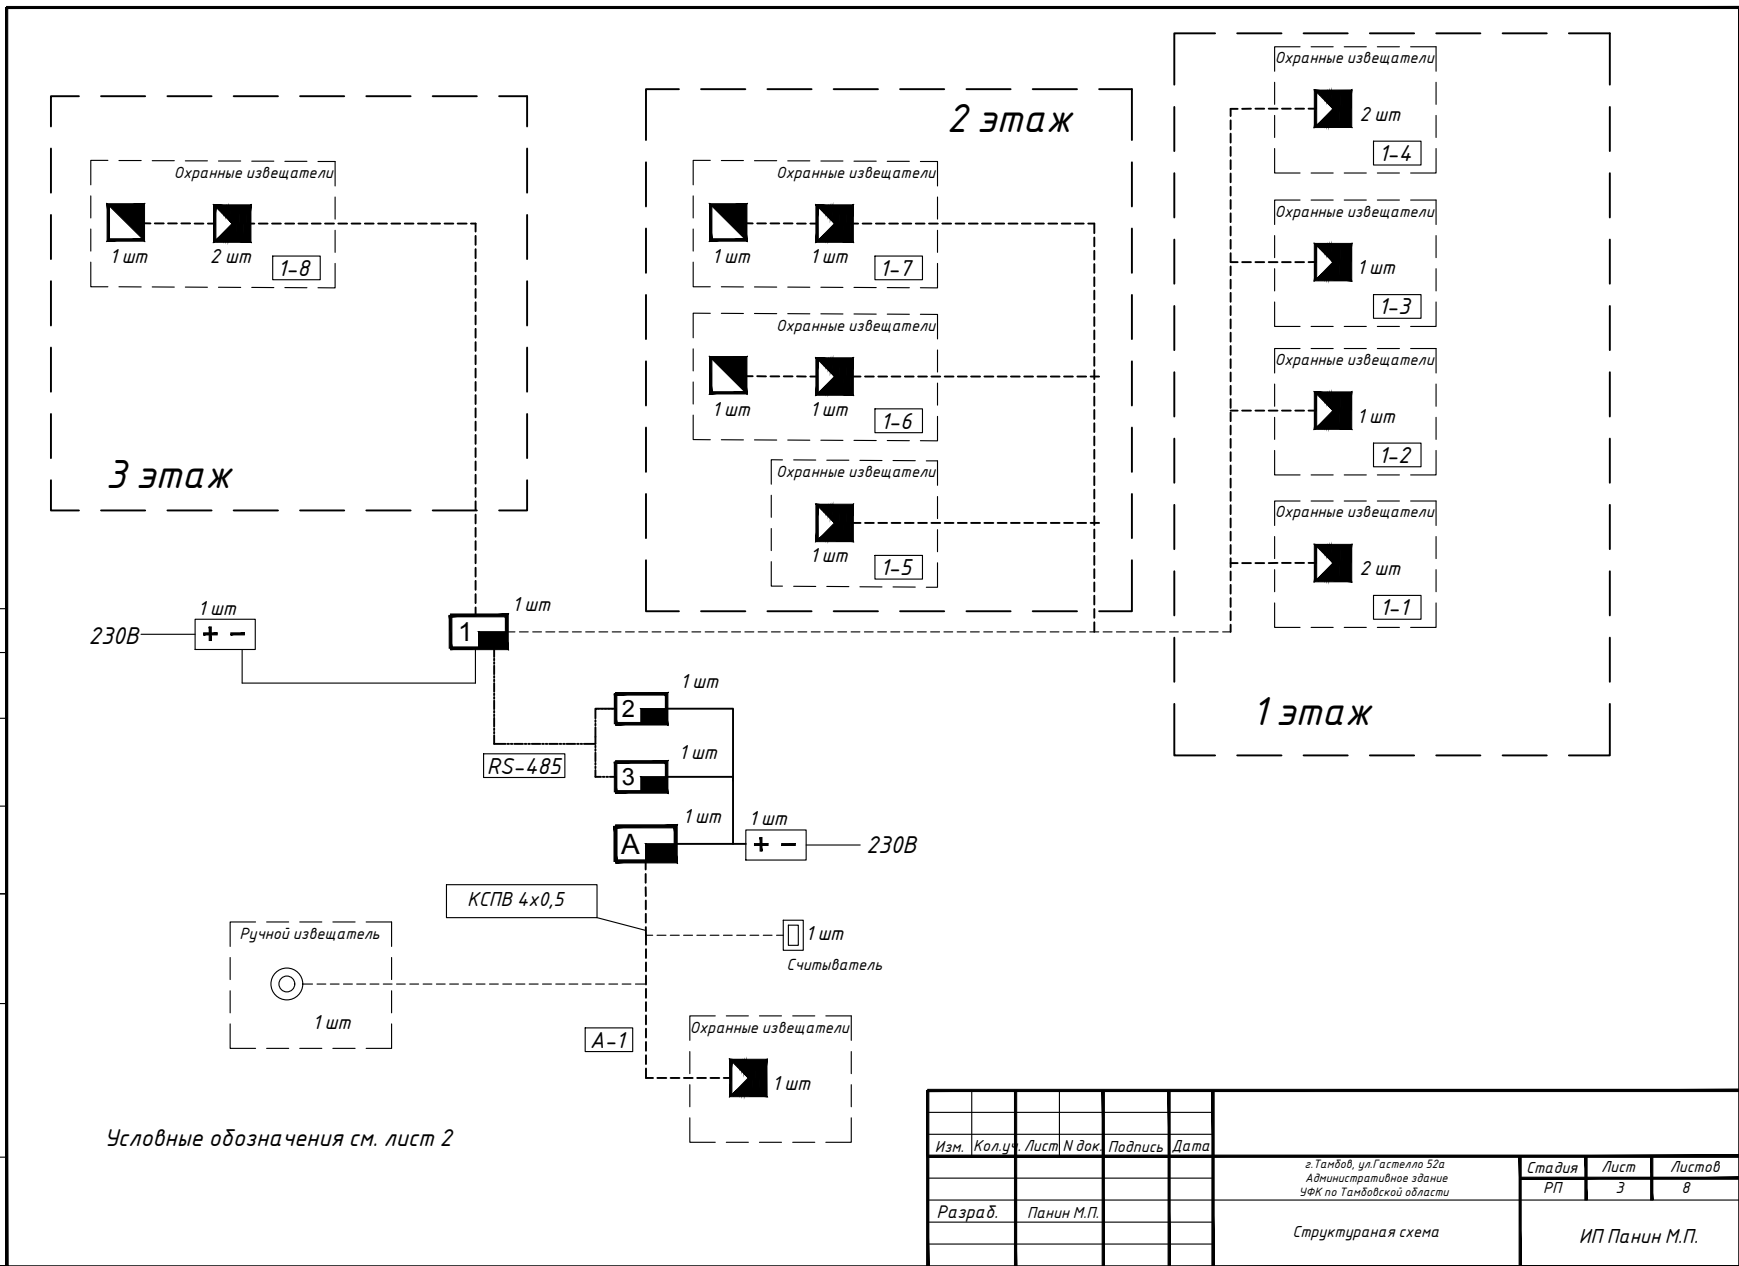 3 этаж
Охранные извещатели
1 шт
2 шт
1-8
2 этаж
Охранные извещатели
1 шт
1 шт
1-7
Охранные извещатели
1 шт
1 шт
1-6
Охранные извещатели
1 шт
1-5
1 этаж
Охранные извещатели
2 шт
1-4
Охранные извещатели
1 шт
1-3
Охранные извещатели
1 шт
1-2
Охранные извещатели
2 шт
1-1
230В
1 шт
+ -
1
1 шт
RS-485
2
1 шт
3
1 шт
А
1 шт
1 шт
+ -
230В
КСПВ 4х0,5
1 шт
Считыватель
Ручной извещатель
1 шт
А-1
Охранные извещатели
1 шт
Условные обозначения см. лист 2
Изм. Кол.уч. Лист N док. Подпись Дата
Разраб. Панин М.П.
г.Тамбов, ул.Гастелло 52а
Административное здание
УФК по Тамбовской области
Стадия Лист Листов
РП 3 8
Структураная схема
ИП Панин М.П.